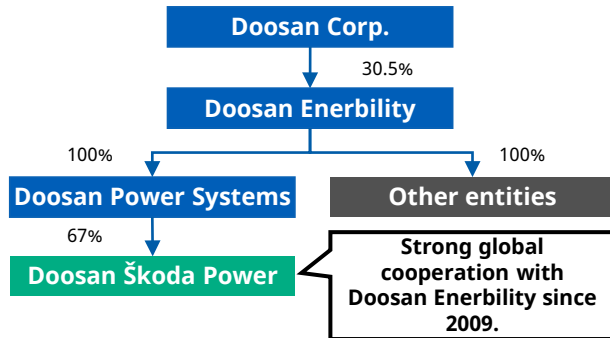 Doosan Corp.
30.5%
Doosan Enerbility
100%
100%
Doosan Power Systems
Other entities
67%
Doosan Škoda Power
Strong global
cooperation with
Doosan Enerbility since
2009.